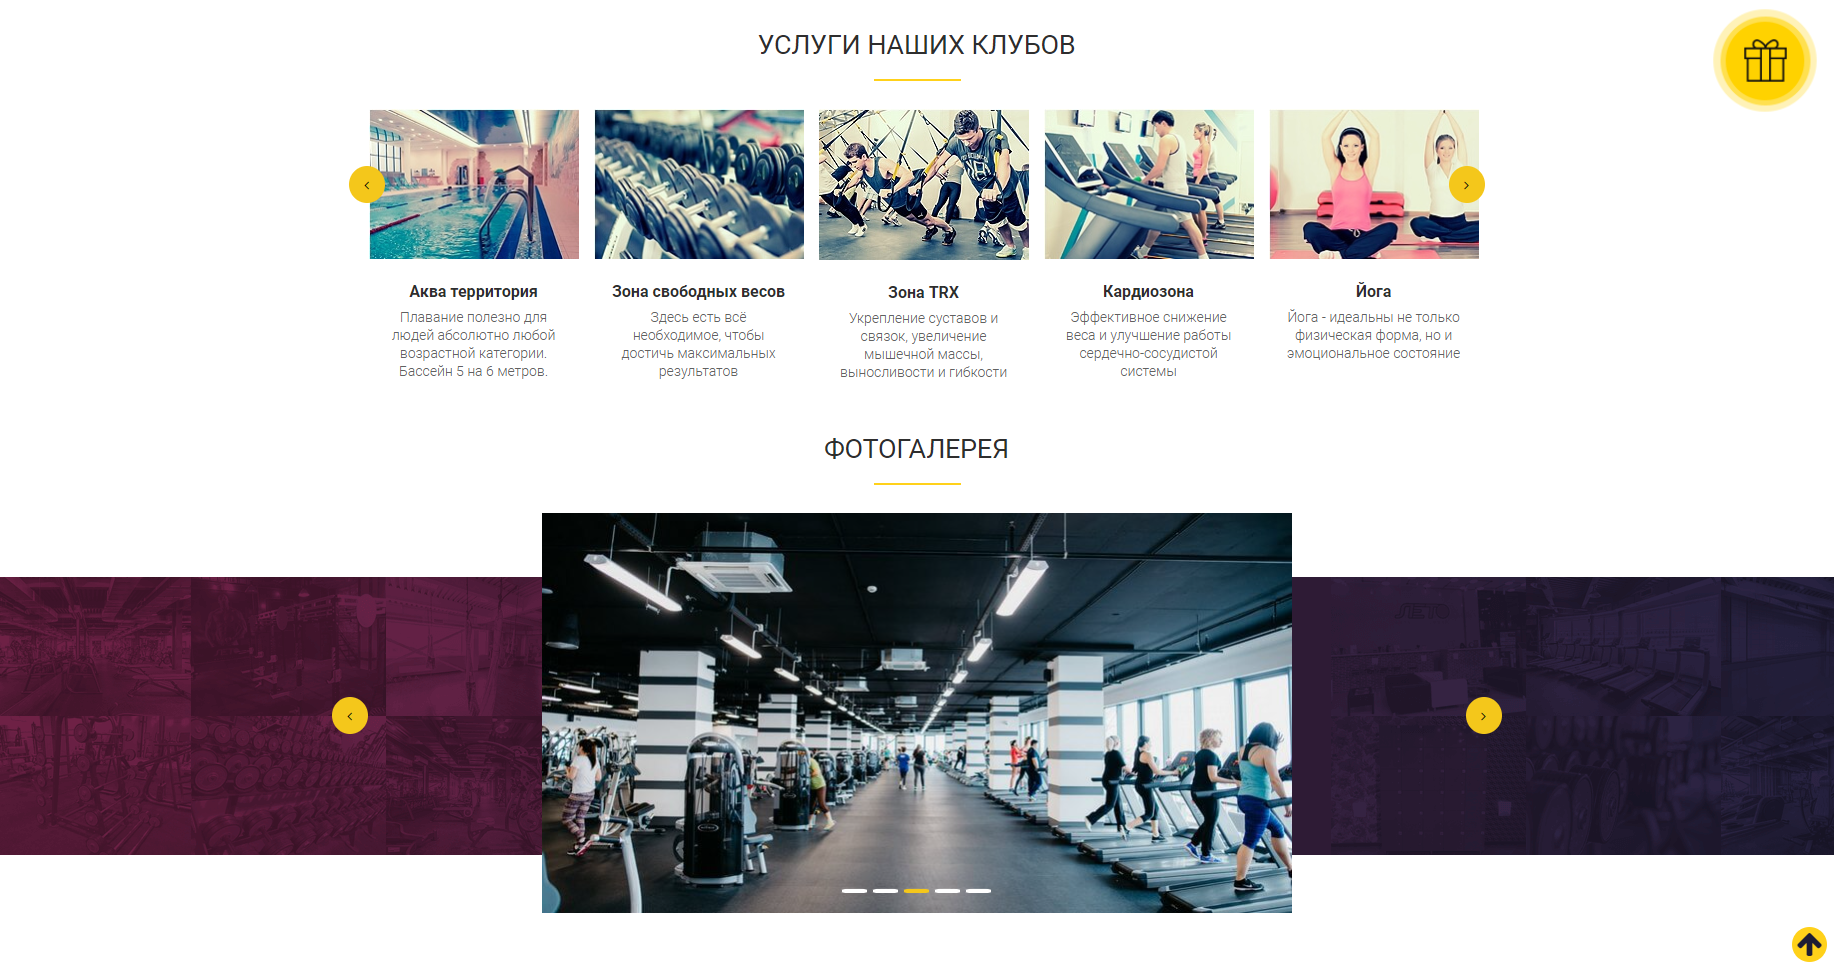 УСЛУГИ НАШИХ КЛУБОВ
Аква территория
Плавание полезно для
людей абсолютно любой
возрастной категории.
Бассейн 5 на 6 метров.
Зона свободных весов
Здесь есть всё
необходимое, чтобы
достичь максимальных
результатов
Зона TRX
Укрепление суставов и
связок, увеличение
мышечной массы,
выносливости и гибкости
Кардиозона
Эффективное снижение
веса и улучшение работы
сердечно-сосудистой
системы
Йога
Йога - идеальны не только
физическая форма, но и
эмоциональное состояние
ФОТОГАЛЕРЕЯ
ЛЕТО